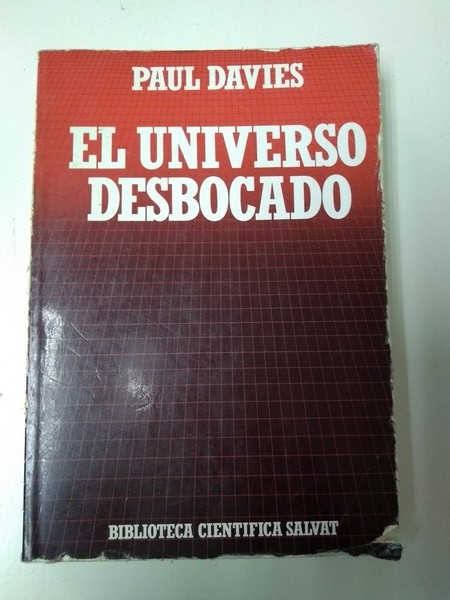 PAUL DAVIES
EL UNIVERSO
DESBOCADO
BIBLIOTECA CIENTIFICA SALVAT